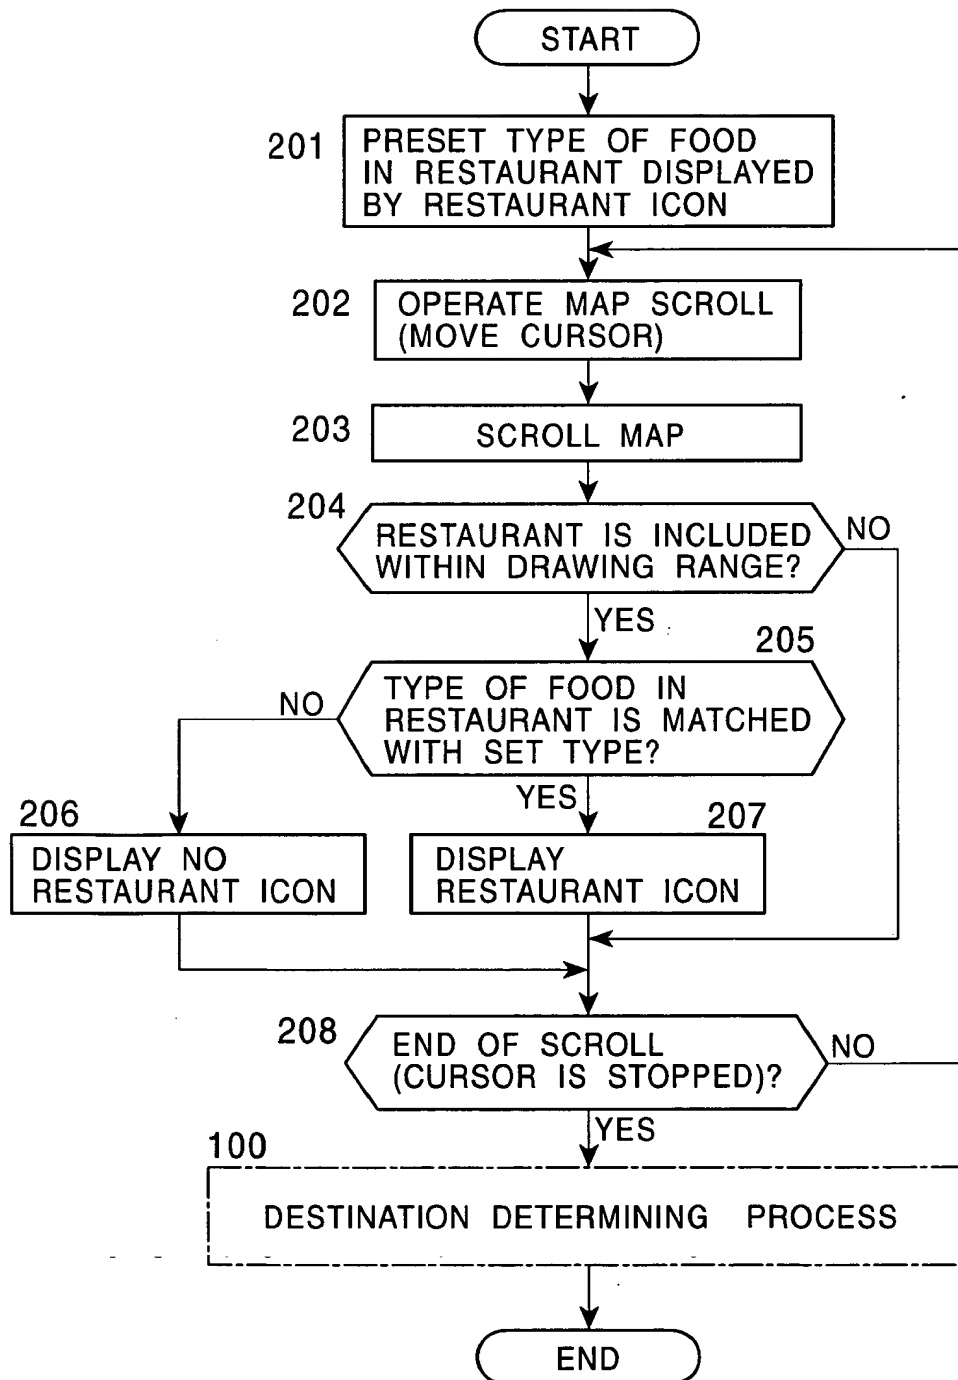 START
201
PRESET TYPE OF FOOD
IN RESTAURANT DISPLAYED
BY RESTAURANT ICON
202
OPERATE MAP SCROLL
(MOVE CURSOR)
203
SCROLL MAP
204
RESTAURANT IS INCLUDED
WITHIN DRAWING RANGE?
NO
YES
205
TYPE OF FOOD IN
RESTAURANT IS MATCHED
WITH SET TYPE?
NO
YES
206
DISPLAY NO
RESTAURANT ICON
207
DISPLAY
RESTAURANT ICON
208
END OF SCROLL
(CURSOR IS STOPPED)?
NO
YES
100
DESTINATION DETERMINING PROCESS
END